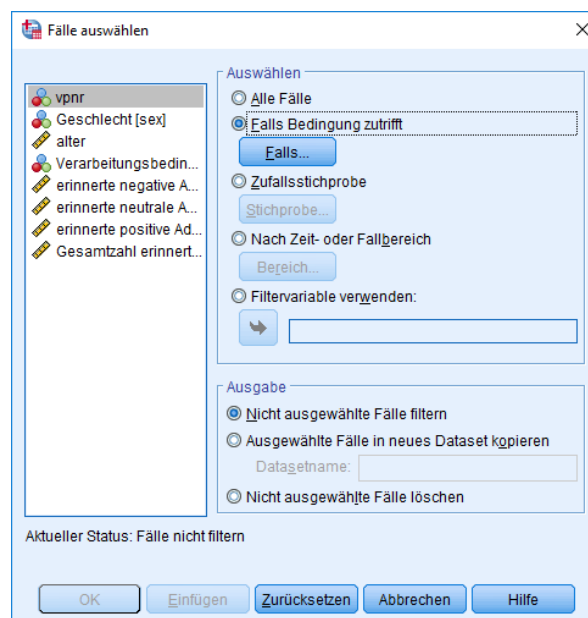 Fälle auswählen
vpnr
Geschlecht [sex]
alter
Verarbeitungsbedin...
erinnerte negative A...
erinnerte neutrale A...
erinnerte positive Ad...
Gesamtzahl erinnert...
Auswählen
Alle Fälle
Falls Bedingung zutrifft
Falls...
Zufallsstichprobe
Stichprobe...
Nach Zeit- oder Fallbereich
Bereich...
Filtervariable verwenden:
Ausgabe
Nicht ausgewählte Fälle filtern
Ausgewählte Fälle in neues Dataset kopieren
Datasetname:
Nicht ausgewählte Fälle löschen
Aktueller Status: Fälle nicht filtern
OK
Einfügen
Zurücksetzen
Abbrechen
Hilfe